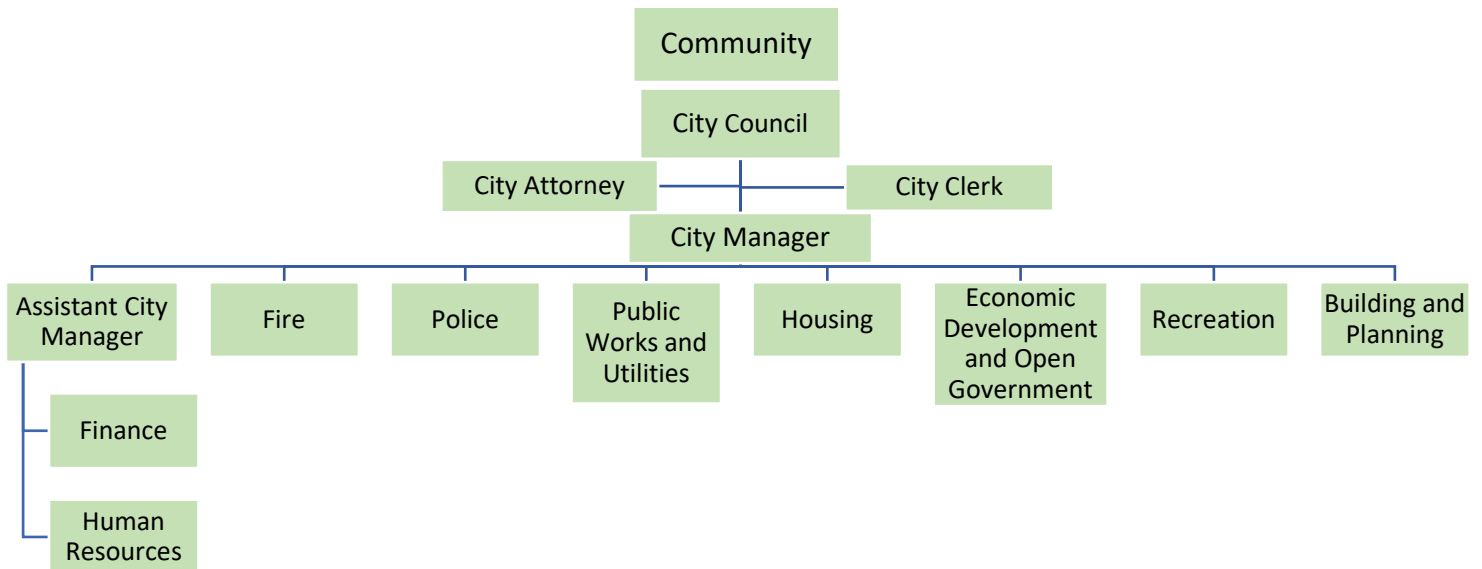 Community
City Council
City Attorney
City Clerk
City Manager
Assistant City
Manager
Fire
Police
Public
Works and
Utilities
Housing
Economic
Development
and Open
Government
Recreation
Building and
Planning
Finance
Human
Resources